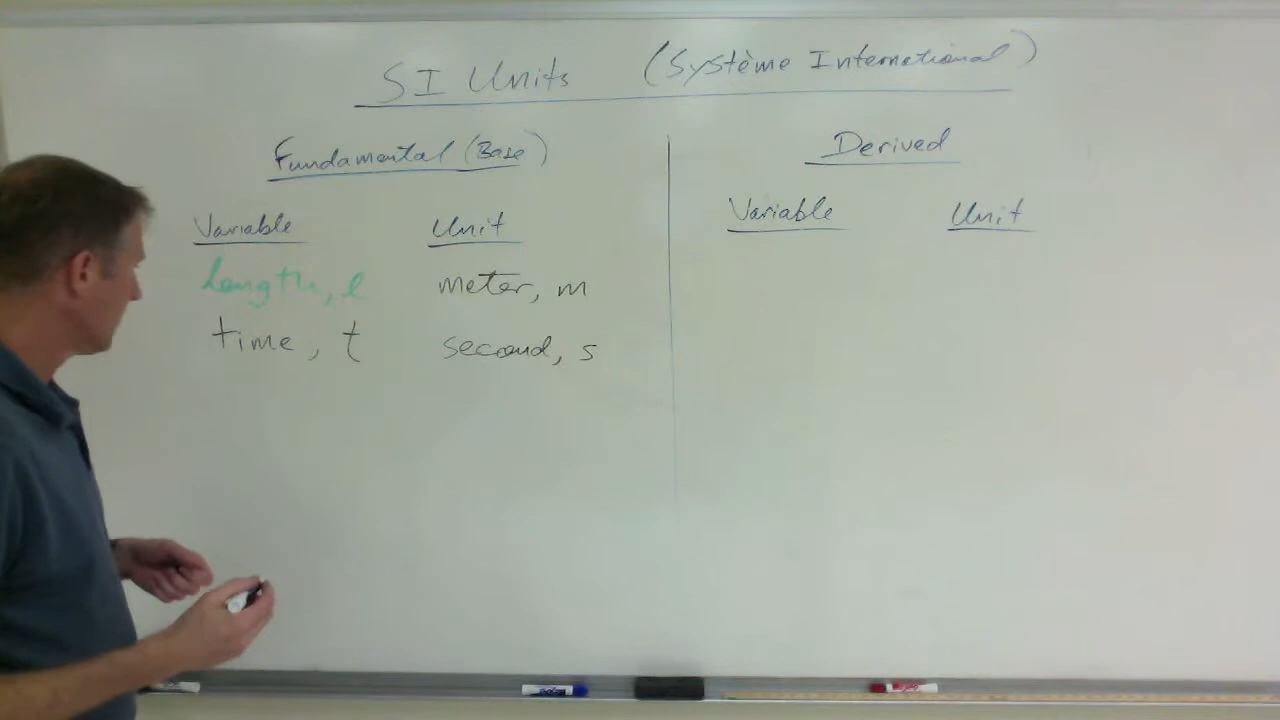 SI Units (Système International)
Fundamental (Base)
Variable Unit
Length, l meter, m
time, t second, s
Derived
Variable Unit